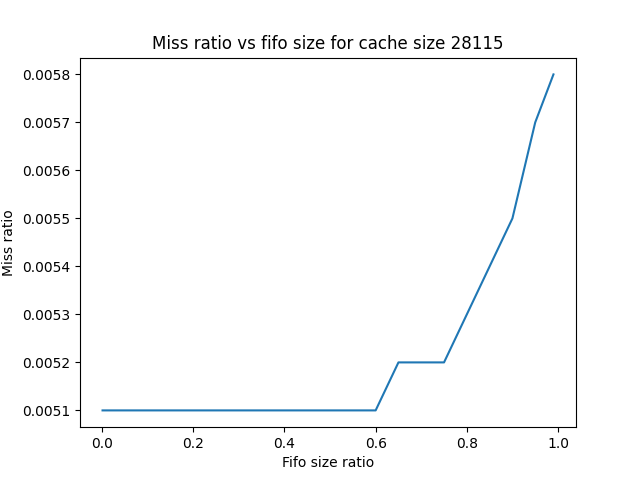 Miss ratio vs fifo size for cache size 28115
0.0058
0.0057
0.0056
0.0055
0.0054
0.0053
0.0052
0.0051
Miss ratio
0.0 0.2 0.4 0.6 0.8 1.0
Fifo size ratio